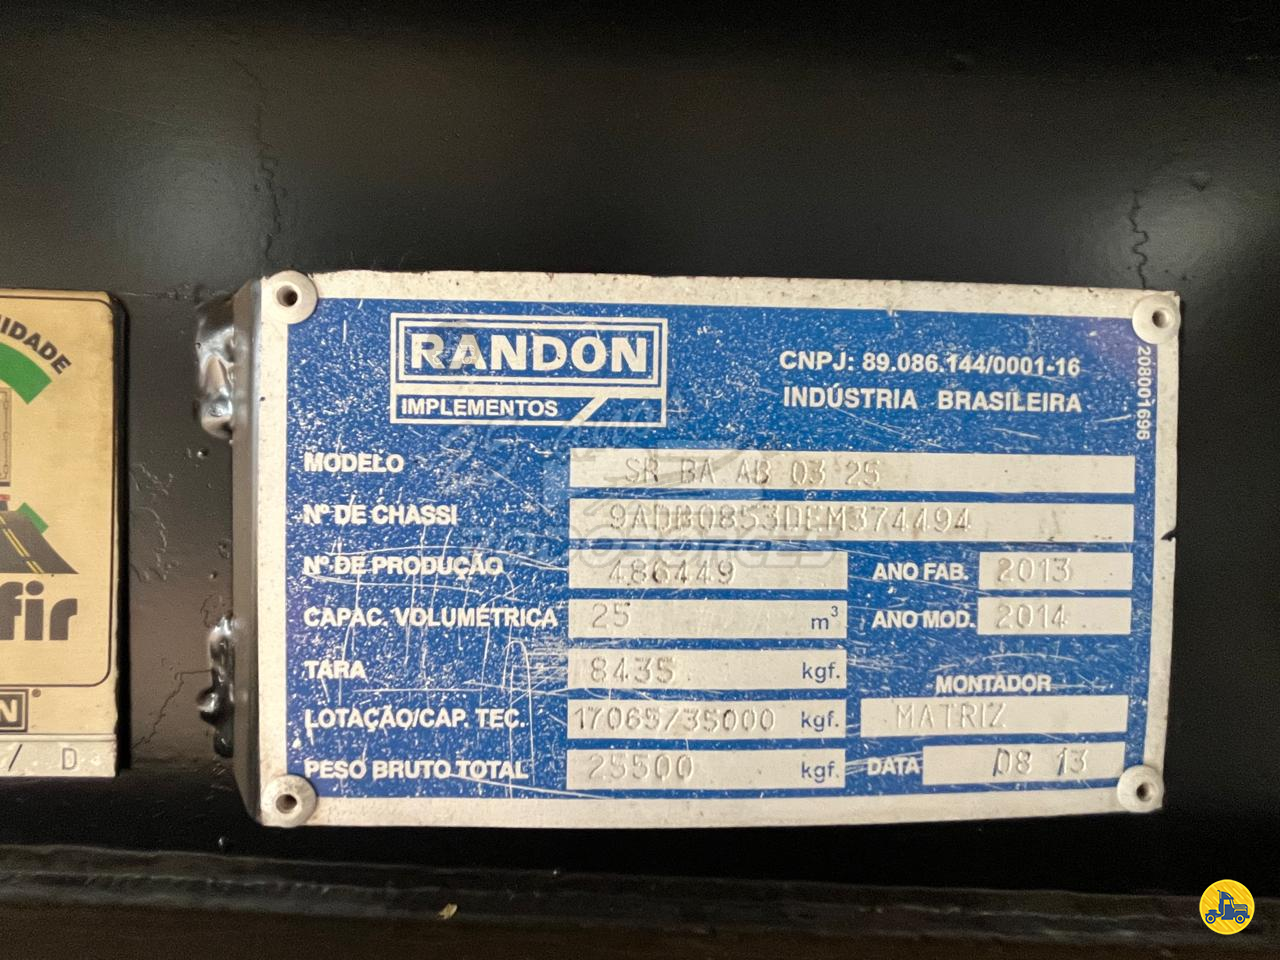 RANDON
IMPLEMENTOS
CNPJ: 89.086.144/0001-16
INDÚSTRIA BRASILEIRA
208001696
MODELO SR BA AB 03 25
Nº DE CHASSI 9ADB0853DEM374494
Nº DE PRODUÇÃO 486449 ANO FAB. 2013
CAPAC. VOLUMÉTRICA 25 m³ ANO MOD. 2014
TARA 8435 kgf.
MONTADOR
LOTAÇÃO/CAP. TEC. 17065/35000 kgf. MATRIZ
PESO BRUTO TOTAL 25500 kgf. DATA 08 13
IDADE
fir
N®
/ D